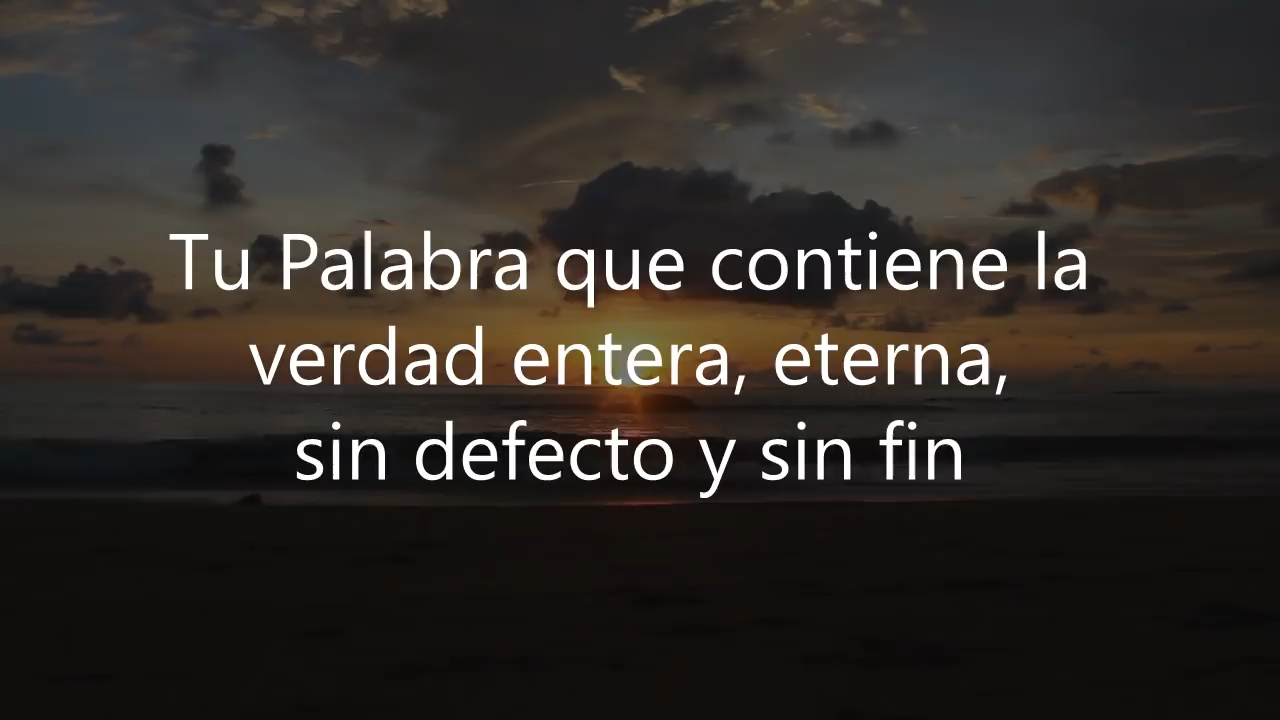 Tu Palabra que contiene la
verdad entera, eterna,
sin defecto y sin fin